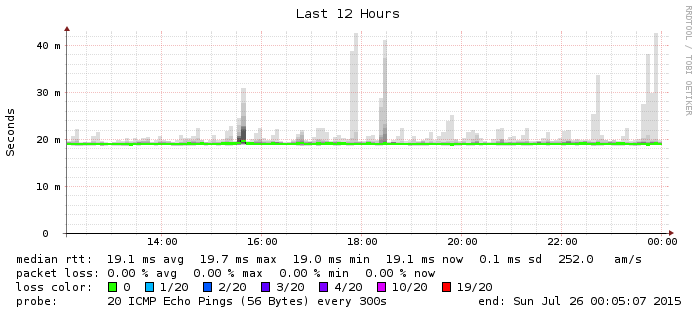 Last 12 Hours
RRDTOOL / TOBI OETIKER
Seconds
40 m
30 m
20 m
10 m
0
14:00 16:00 18:00 20:00 22:00 00:00
median rtt: 19.1 ms avg 19.7 ms max 19.0 ms min 19.1 ms now 0.1 ms sd 252.0 am/s
packet loss: 0.00 % avg 0.00 % max 0.00 % min 0.00 % now
loss color: 0 1/20 2/20 3/20 4/20 10/20 19/20
probe: 20 ICMP Echo Pings (56 Bytes) every 300s end: Sun Jul 26 00:05:07 2015